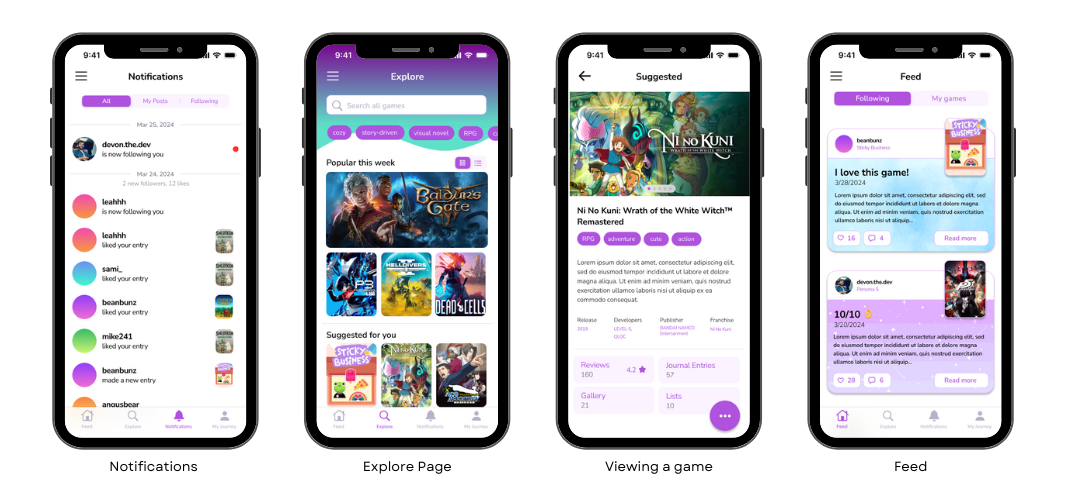 9:41
Notifications
All
My Posts
Following
Mar 25, 2024
devon.the.dev
is now following you
Mar 24, 2024
2 new followers, 12 likes
leahhh
is now following you
leahhh
liked your entry
sami_
liked your entry
beanbunz
liked your entry
mike241
liked your entry
beanbunz
made a new entry
angusbear
Feed
Explore
Notifications
My Journey
Notifications
9:41
Explore
Search all games
cozy
story-driven
visual novel
RPG
Popular this week
BALDUR'S
GATE
P3
HELLDIVERS
II
DEAD CELLS
Suggested for you
STICKY
BUSINESS
NI NO KUNI
Feed
Explore
Notifications
My Journey
Explore Page
9:41
Suggested
NI NO KUNI
WRATH OF THE WHITE WITCH
Ni No Kuni: Wrath of the White Witch™
Remastered
RPG
adventure
cute
action
Lorem ipsum dolor sit amet, consectetur adipiscing elit,
sed do eiusmod tempor incididunt ut labore et dolore
magna aliqua. Ut enim ad minim veniam, quis nostrud
exercitation ullamco laboris nisi ut aliquip ex ea
commodo consequat.
Release
2019
Developers
LEVEL-5,
QLOC
Publisher
BANDAI NAMCO
Entertainment
Franchise
Ni No Kuni
Reviews
160
4.2
Journal Entries
57
Gallery
21
Lists
10
Viewing a game
9:41
Feed
Following
My games
beanbunz
Sticky Business
STICKY
BUSINESS
I love this game!
3/28/2024
Lorem ipsum dolor sit amet, consectetur adipiscing elit, sed
do eiusmod tempor incididunt ut labore et dolore magna
aliqua. Ut enim ad minim veniam, quis nostrud exercitation
ullamco laboris nisi ut aliquip...
16
4
Read more
devon.the.dev
Persona 5
10/10 👌
3/20/2024
Lorem ipsum dolor sit amet, consectetur adipiscing elit, sed
do eiusmod tempor incididunt ut labore et dolore magna
aliqua. Ut enim ad minim veniam, quis nostrud exercitation
ullamco laboris nisi ut aliquip...
28
6
Read more
Feed
Explore
Notifications
My Journey
Feed